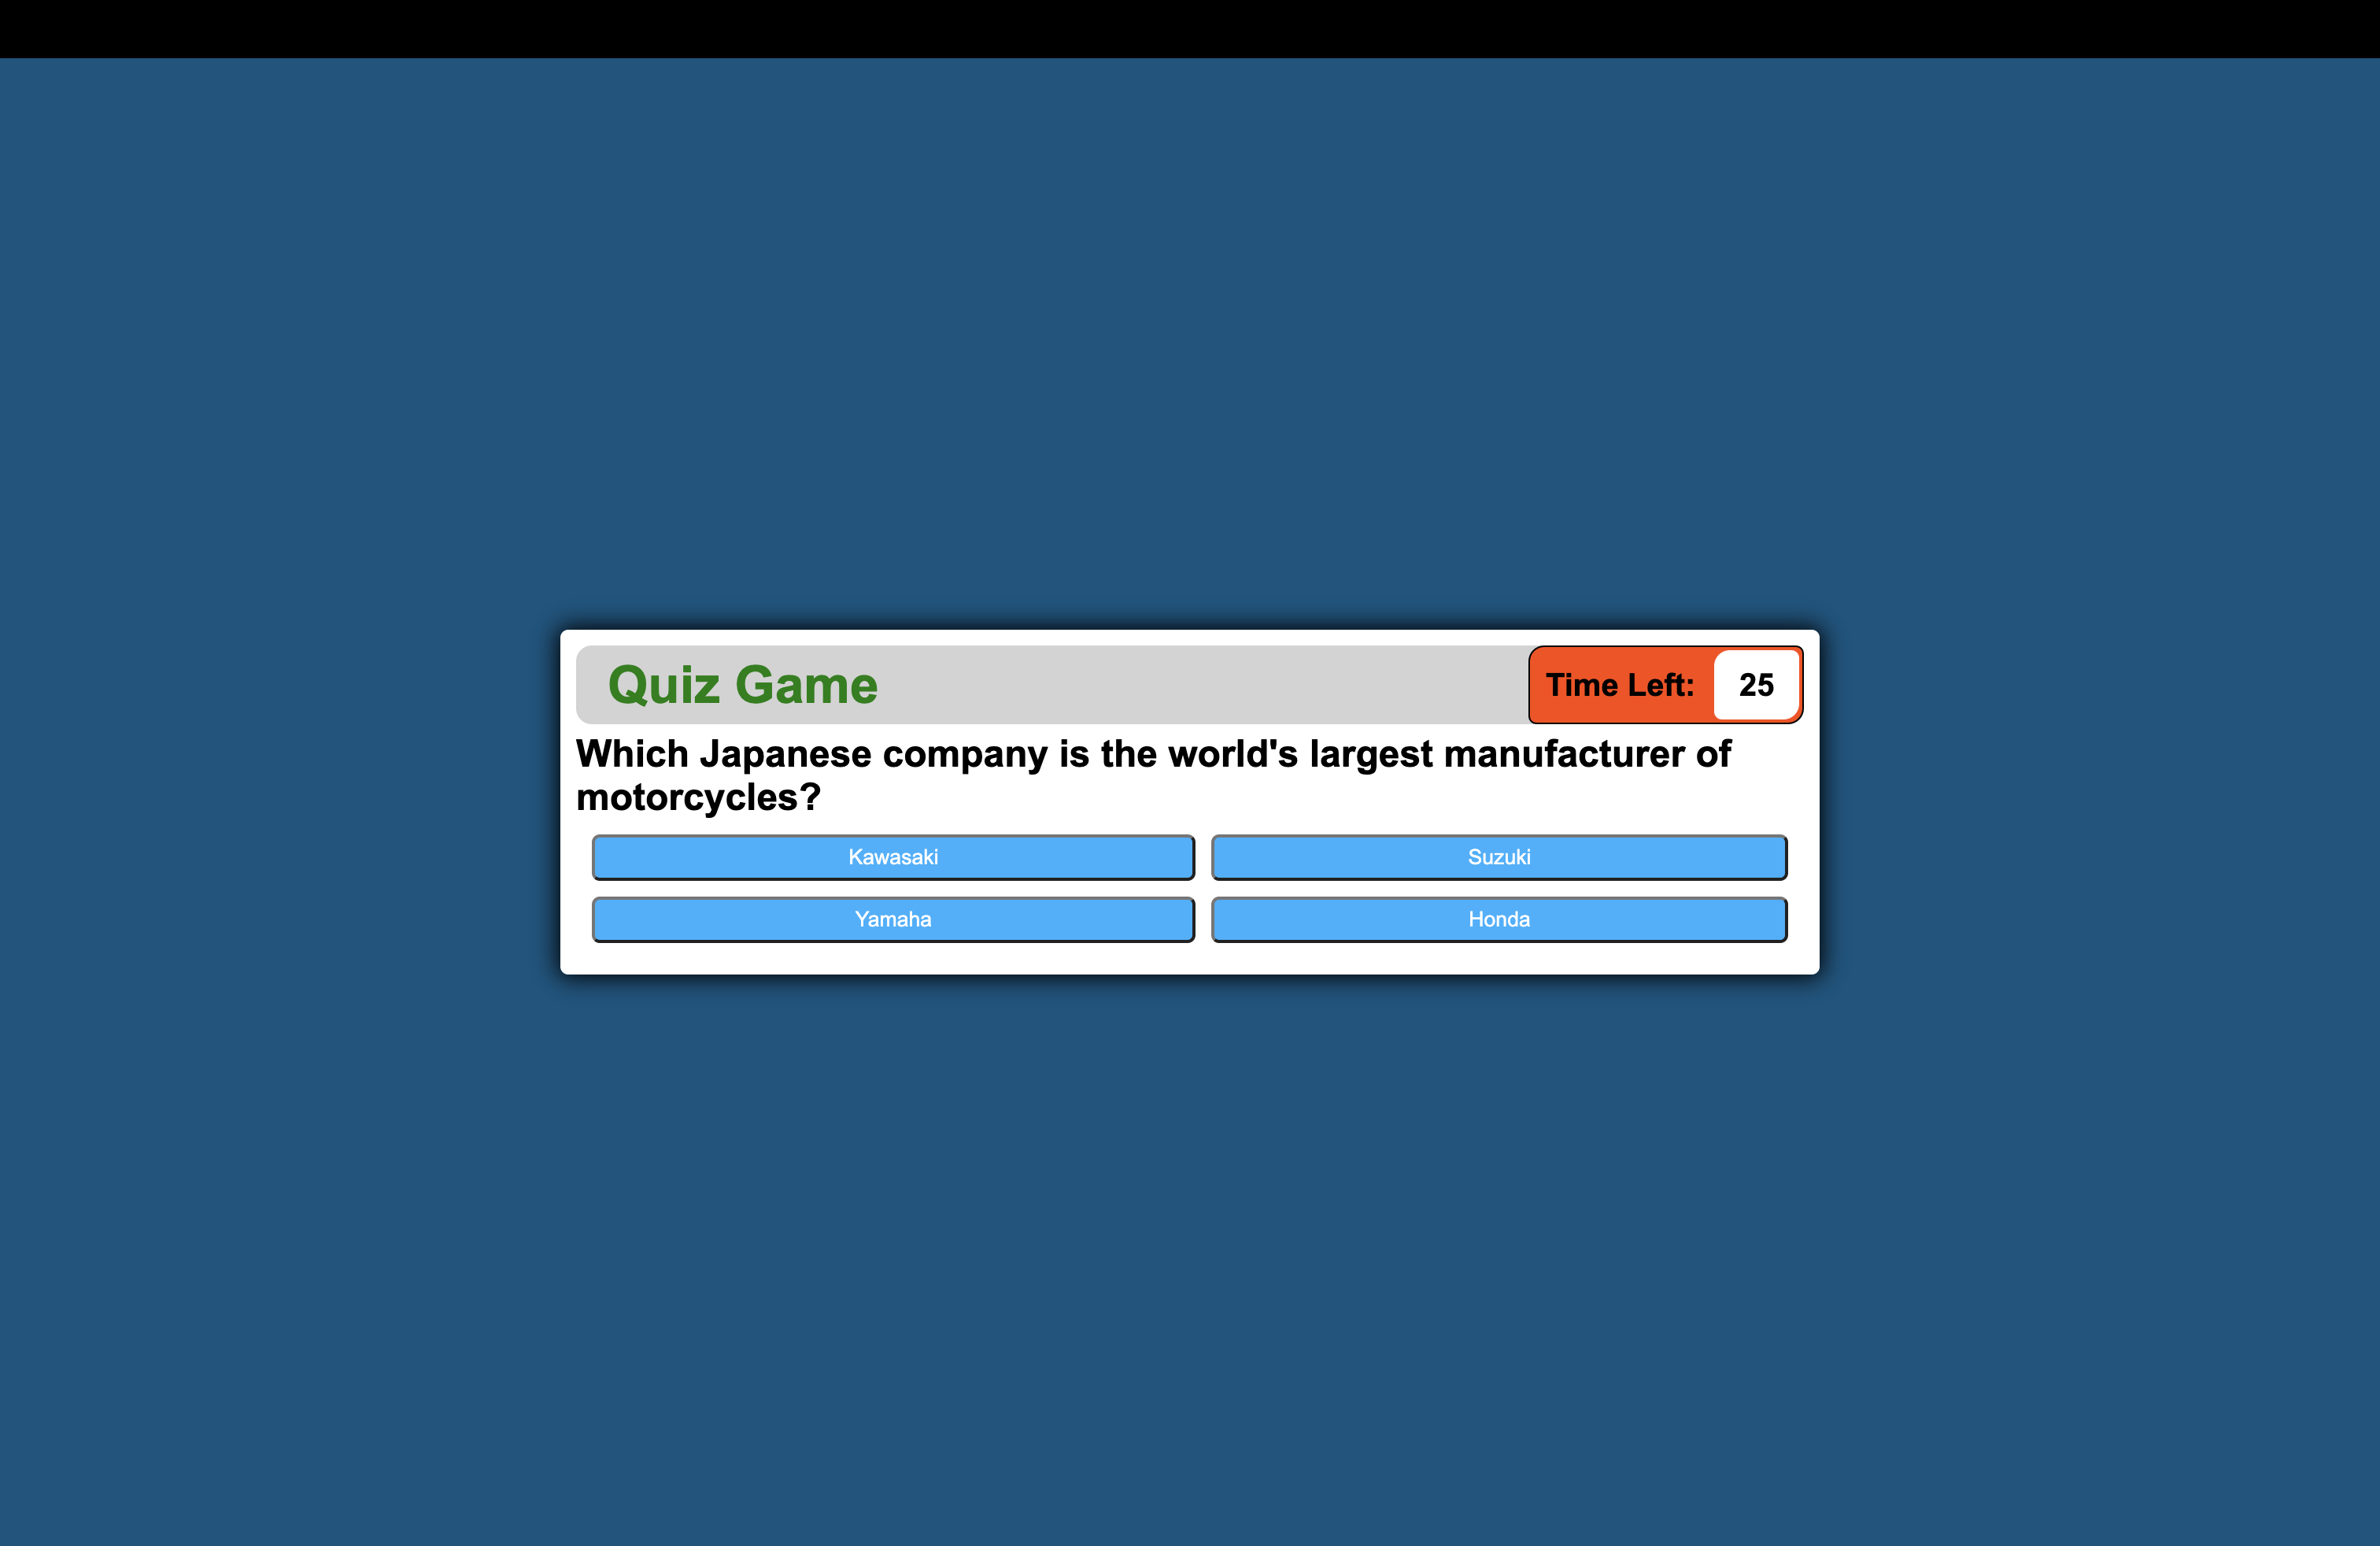 Quiz Game
Time Left:
25
Which Japanese company is the world's largest manufacturer of
motorcycles?
Kawasaki
Suzuki
Yamaha
Honda